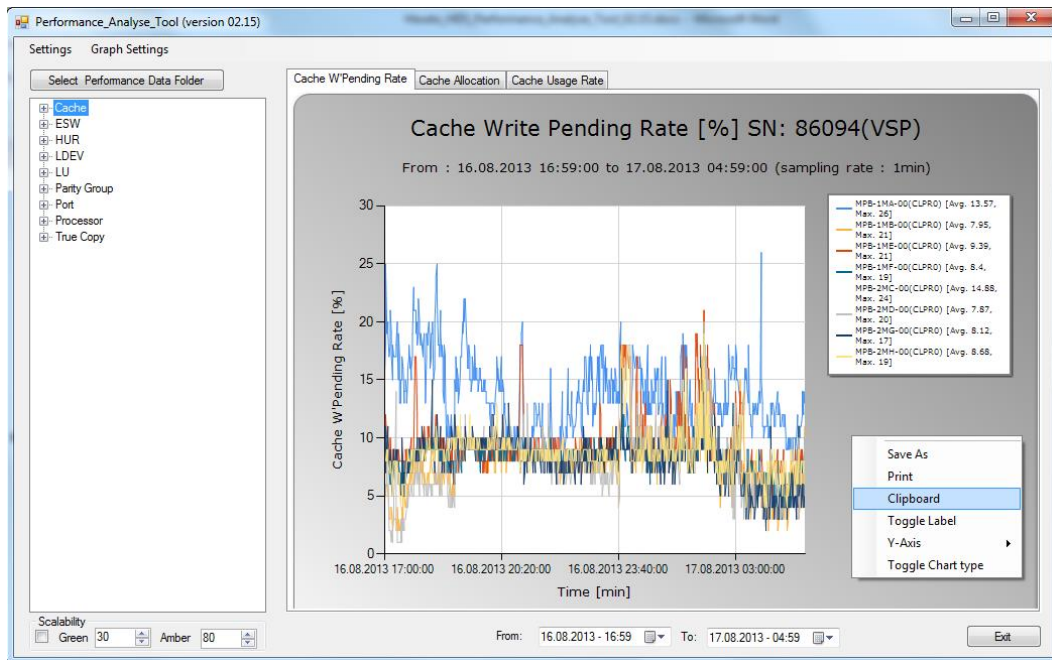 Performance_Analyse_Tool (version 02.15)
Settings Graph Settings
Select Performance Data Folder
Cache
ESW
HUR
LDEV
LU
Parity Group
Port
Processor
True Copy
Cache W'Pending Rate Cache Allocation Cache Usage Rate
Cache Write Pending Rate [%] SN: 86094(VSP)
From : 16.08.2013 16:59:00 to 17.08.2013 04:59:00 (sampling rate : 1min)
Cache W'Pending Rate [%]
30
25
20
15
10
5
0
16.08.2013 17:00:00 16.08.2013 20:20:00 16.08.2013 23:40:00 17.08.2013 03:00:00
Time [min]
MPB-1MA-00(CLPR0) [Avg. 13.57,
Max. 26]
MPB-1MB-00(CLPR0) [Avg. 7.95,
Max. 21]
MPB-1ME-00(CLPR0) [Avg. 9.39,
Max. 21]
MPB-1MF-00(CLPR0) [Avg. 8.4,
Max. 19]
MPB-2MC-00(CLPR0) [Avg. 14.88,
Max. 24]
MPB-2MD-00(CLPR0) [Avg. 7.87,
Max. 20]
MPB-2MG-00(CLPR0) [Avg. 8.12,
Max. 17]
MPB-2MH-00(CLPR0) [Avg. 8.68,
Max. 19]
Save As
Print
Clipboard
Toggle Label
Y-Axis
Toggle Chart type
Scalability
Green 30 Amber 80
From: 16.08.2013 - 16:59 To: 17.08.2013 - 04:59
Exit